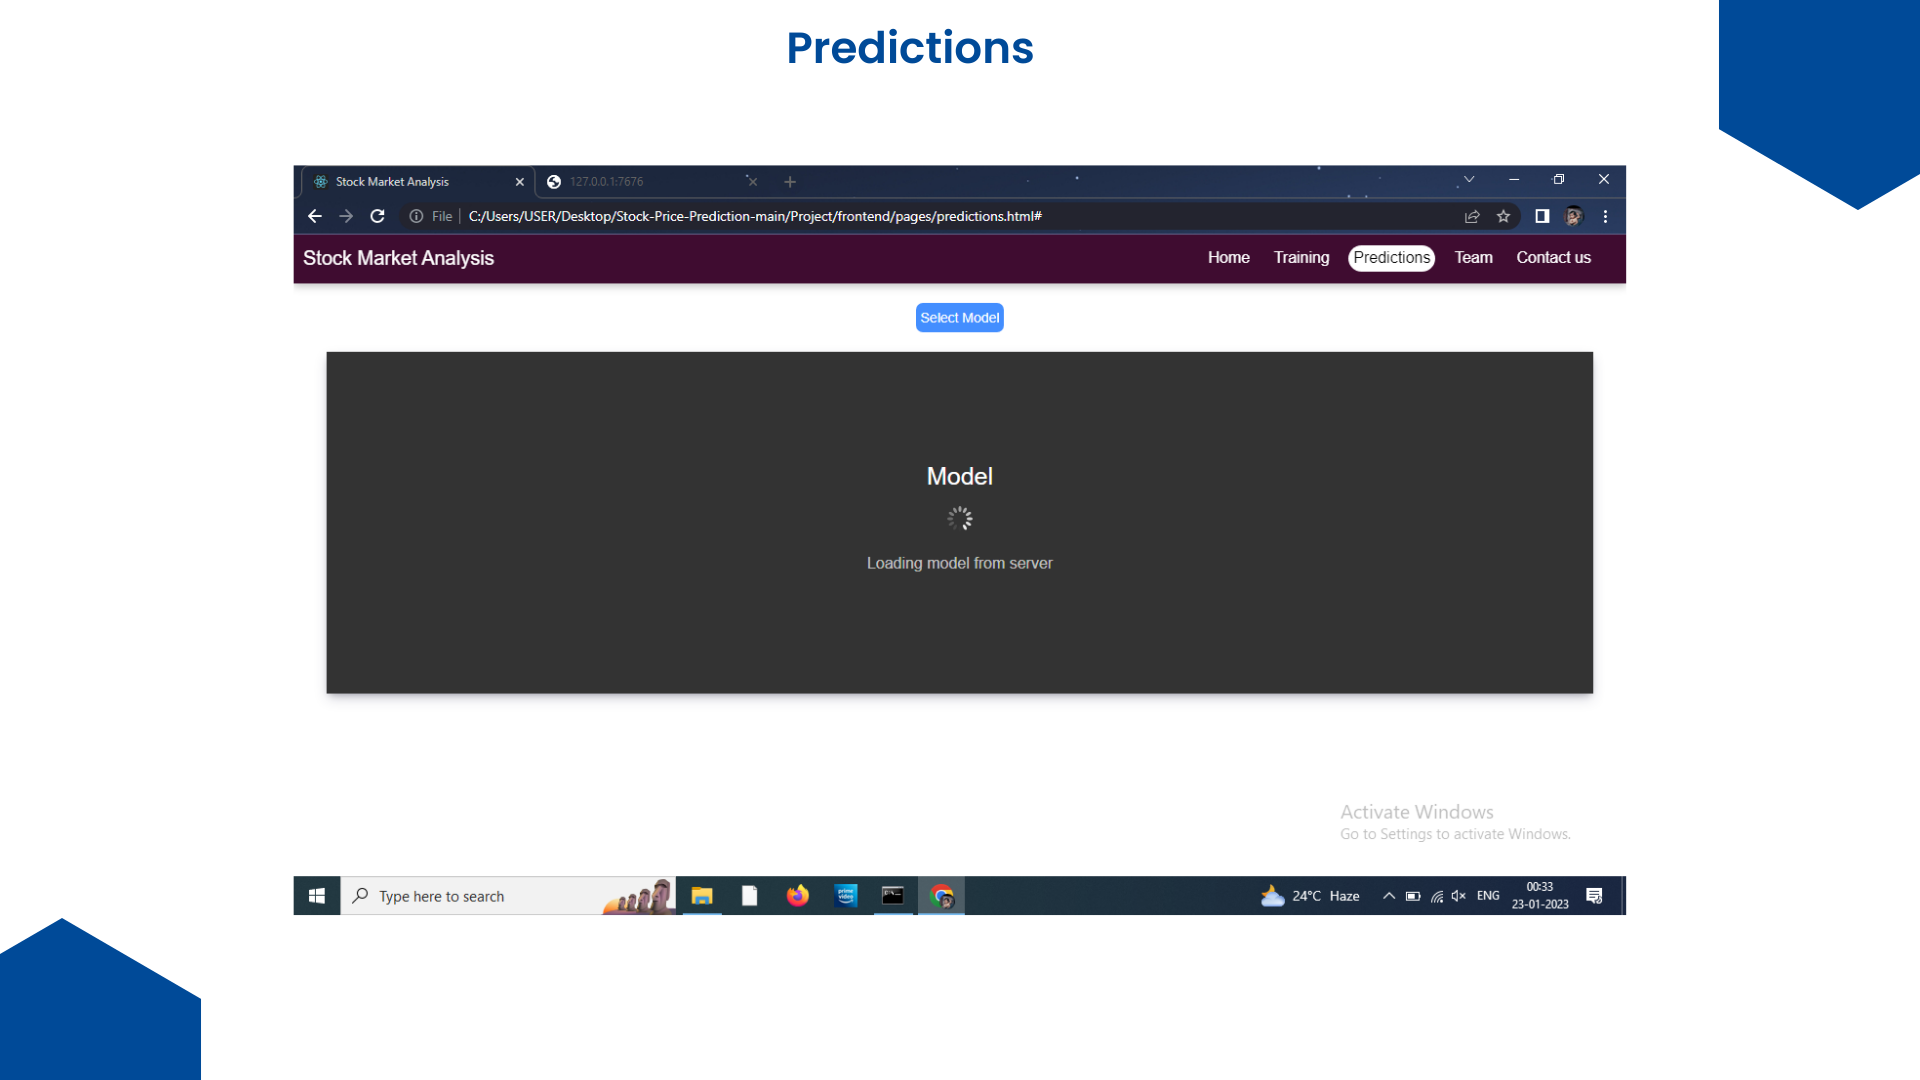 Predictions
Stock Market Analysis
127.0.0.1:7676
File C:/Users/USER/Desktop/Stock-Price-Prediction-main/Project/frontend/pages/predictions.html#
Stock Market Analysis Home Training Predictions Team Contact us
Select Model
Model
Loading model from server
Activate Windows
Go to Settings to activate Windows.
Type here to search
prime video
24°C Haze
ENG
00:33
23-01-2023